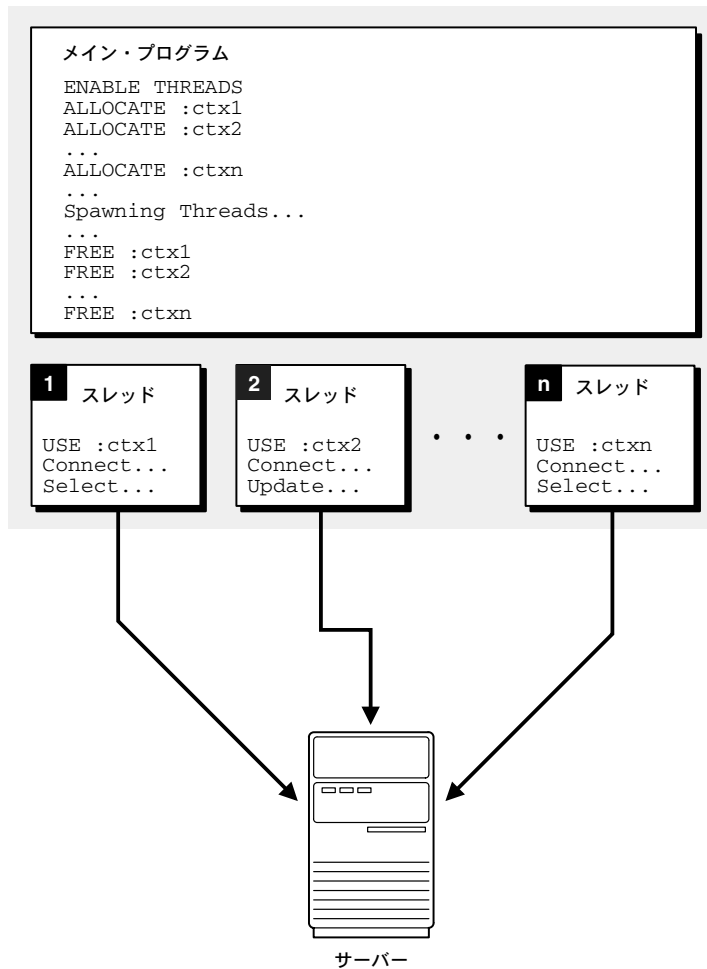 メイン・プログラム
ENABLE THREADS
ALLOCATE :ctx1
ALLOCATE :ctx2
...
ALLOCATE :ctxn
...
Spawning Threads...
...
FREE :ctx1
FREE :ctx2
...
FREE :ctxn
1 スレッド
USE :ctx1
Connect...
Select...
2 スレッド
USE :ctx2
Connect...
Update...
・・・
n スレッド
USE :ctxn
Connect...
Select...
サーバー